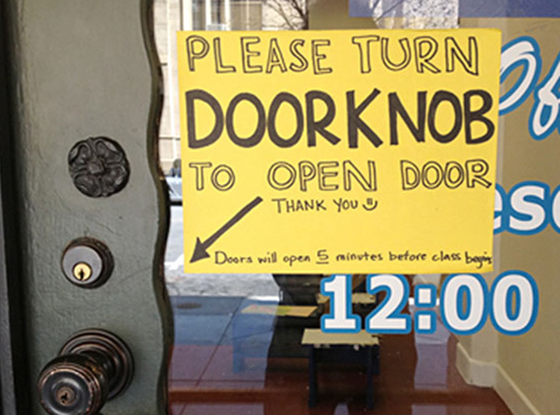 PLEASE TURN
DOORKNOB
TO OPEN DOOR
THANK YOU
Doors will open 5 minutes before class begins
12:00